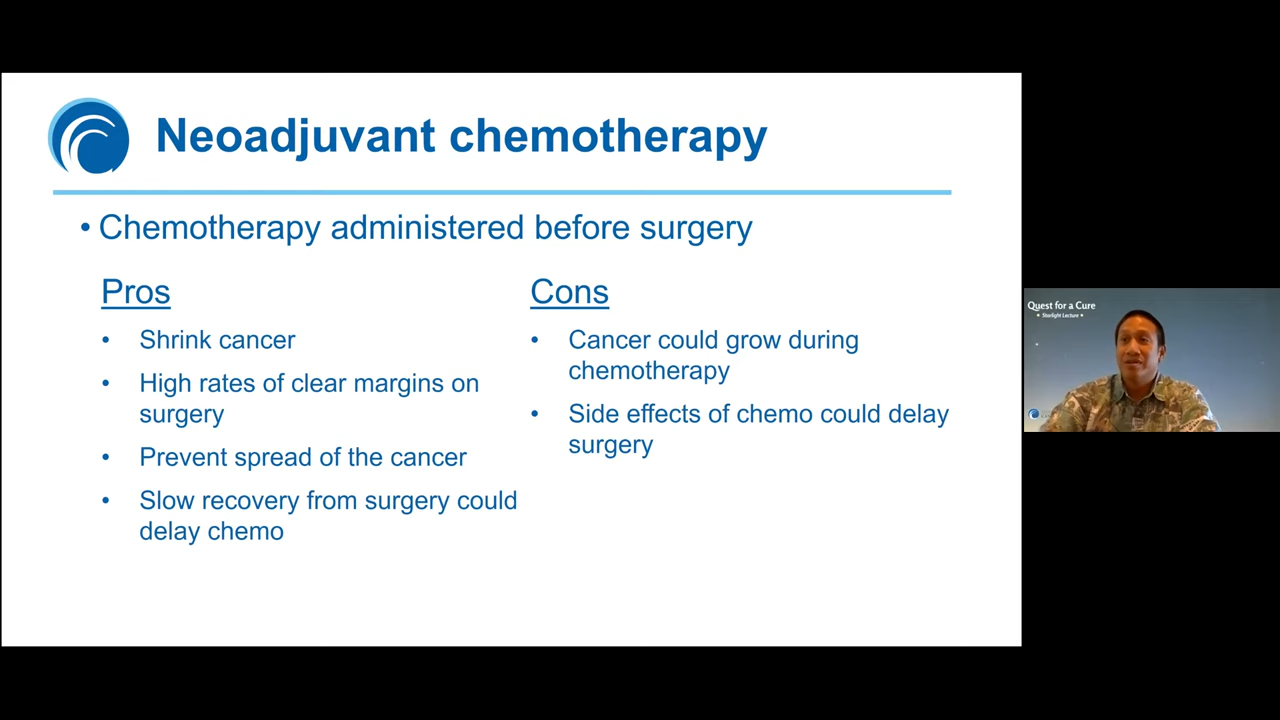 Neoadjuvant chemotherapy
• Chemotherapy administered before surgery
Pros
• Shrink cancer
• High rates of clear margins on
surgery
• Prevent spread of the cancer
• Slow recovery from surgery could
delay chemo
Cons
• Cancer could grow during
chemotherapy
• Side effects of chemo could delay
surgery
Quest for a Cure
• Starlight Lecture •